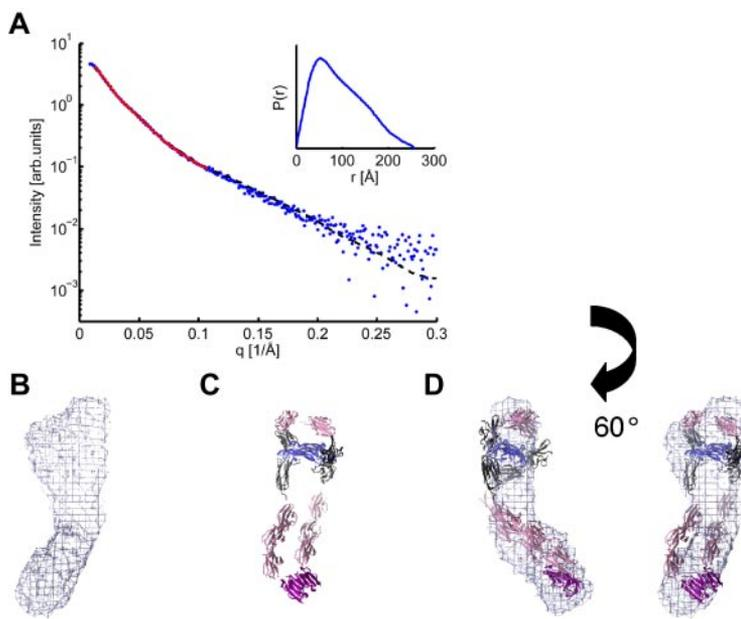 A
Intensity [arb.units]
10^1
10^0
10^-1
10^-2
10^-3
0 0.05 0.1 0.15 0.2 0.25 0.3
q [1/Å]
P(r)
0 100 200 300
r [Å]
B
C
D
60°